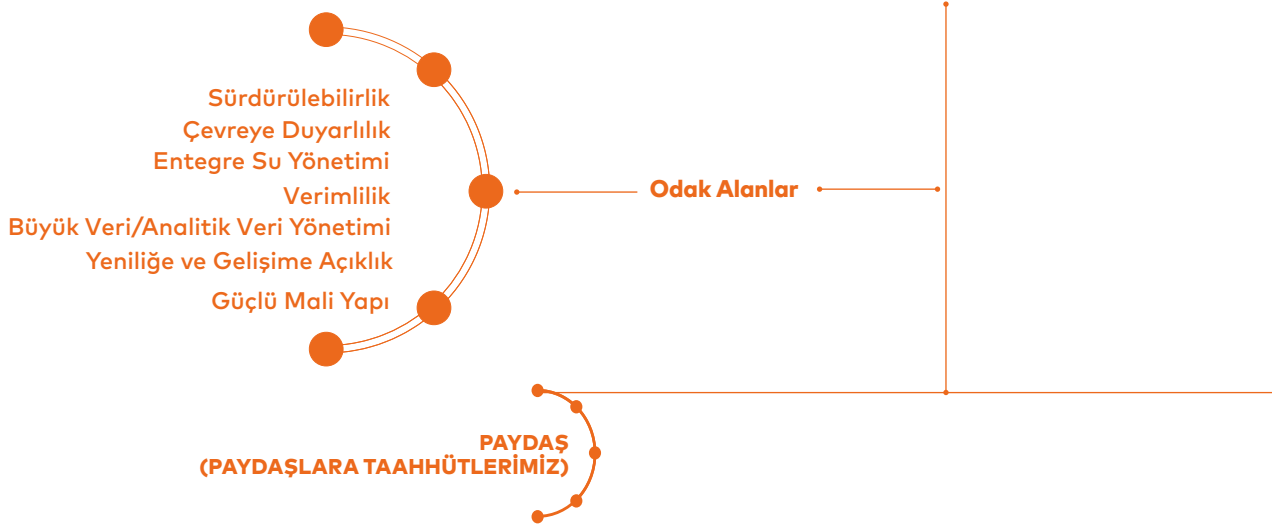 Sürdürülebilirlik
Çevreye Duyarlılık
Entegre Su Yönetimi
Verimlilik
Büyük Veri/Analitik Veri Yönetimi
Yeniliğe ve Gelişime Açıklık
Güçlü Mali Yapı
Odak Alanlar
PAYDAŞ
(PAYDAŞLARA TAAHHÜTLERİMİZ)